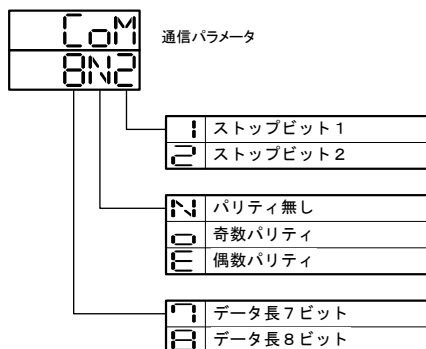 CoM 通信パラメータ
8N2
1 ストップビット1
2 ストップビット2
N パリティ無し
o 奇数パリティ
E 偶数パリティ
7 データ長7ビット
8 データ長8ビット